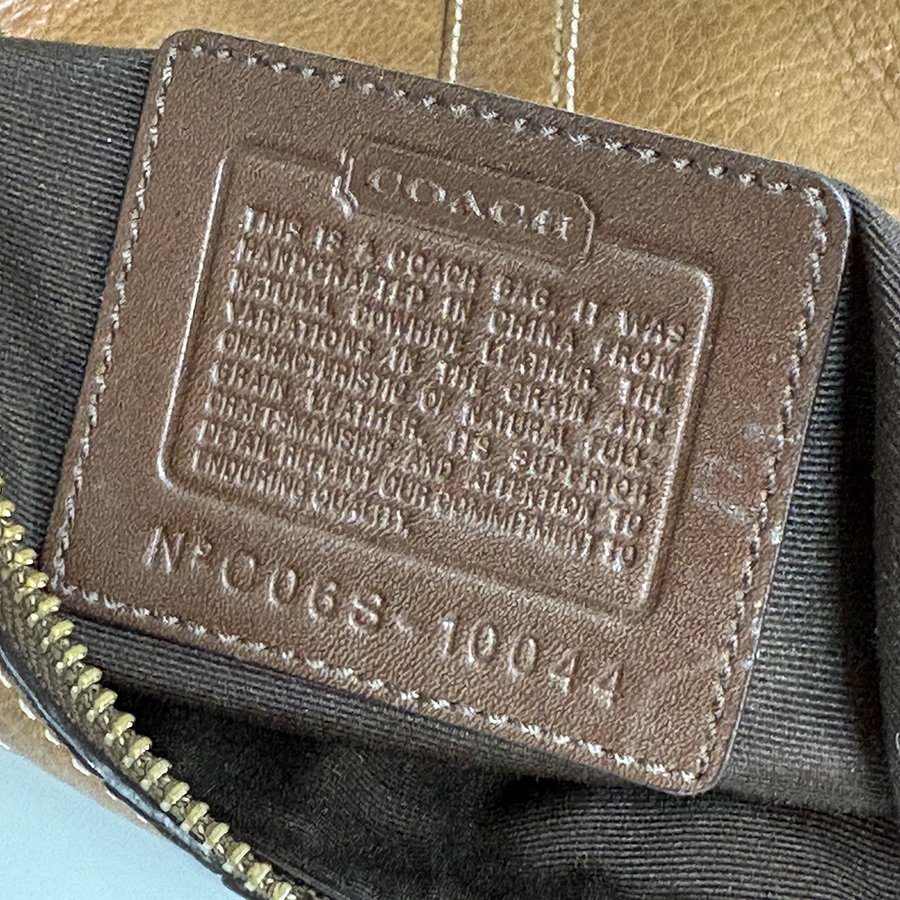 COACH
THIS IS A COACH BAG. IT WAS
HANDCRAFTED IN CHINA FROM
NATURAL COWHIDE LEATHER. THE
VARIATIONS IN THE GRAIN ARE
CHARACTERISTIC OF NATURAL FULL-
GRAIN LEATHER. ITS SUPERIOR
CRAFTSMANSHIP AND ATTENTION TO
DETAIL REFLECT OUR COMMITMENT TO
ENDURING QUALITY.
Nº C06S-10044